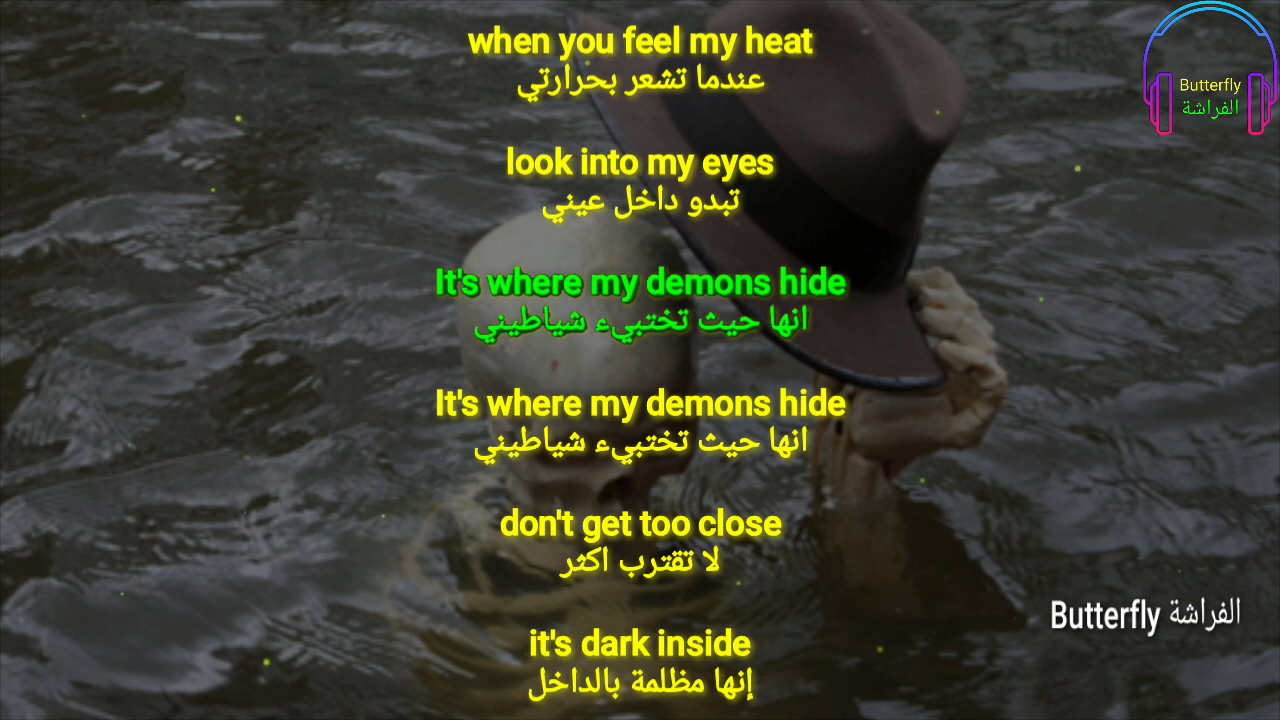 when you feel my heat
عندما تشعر بحرارتي
look into my eyes
تبدو داخل عيني
It's where my demons hide
انها حيث تختبيء شياطيني
It's where my demons hide
انها حيث تختبيء شياطيني
don't get too close
لا تقترب اكثر
it's dark inside
إنها مظلمة بالداخل
Butterfly
الفراشة
Butterfly الفراشة